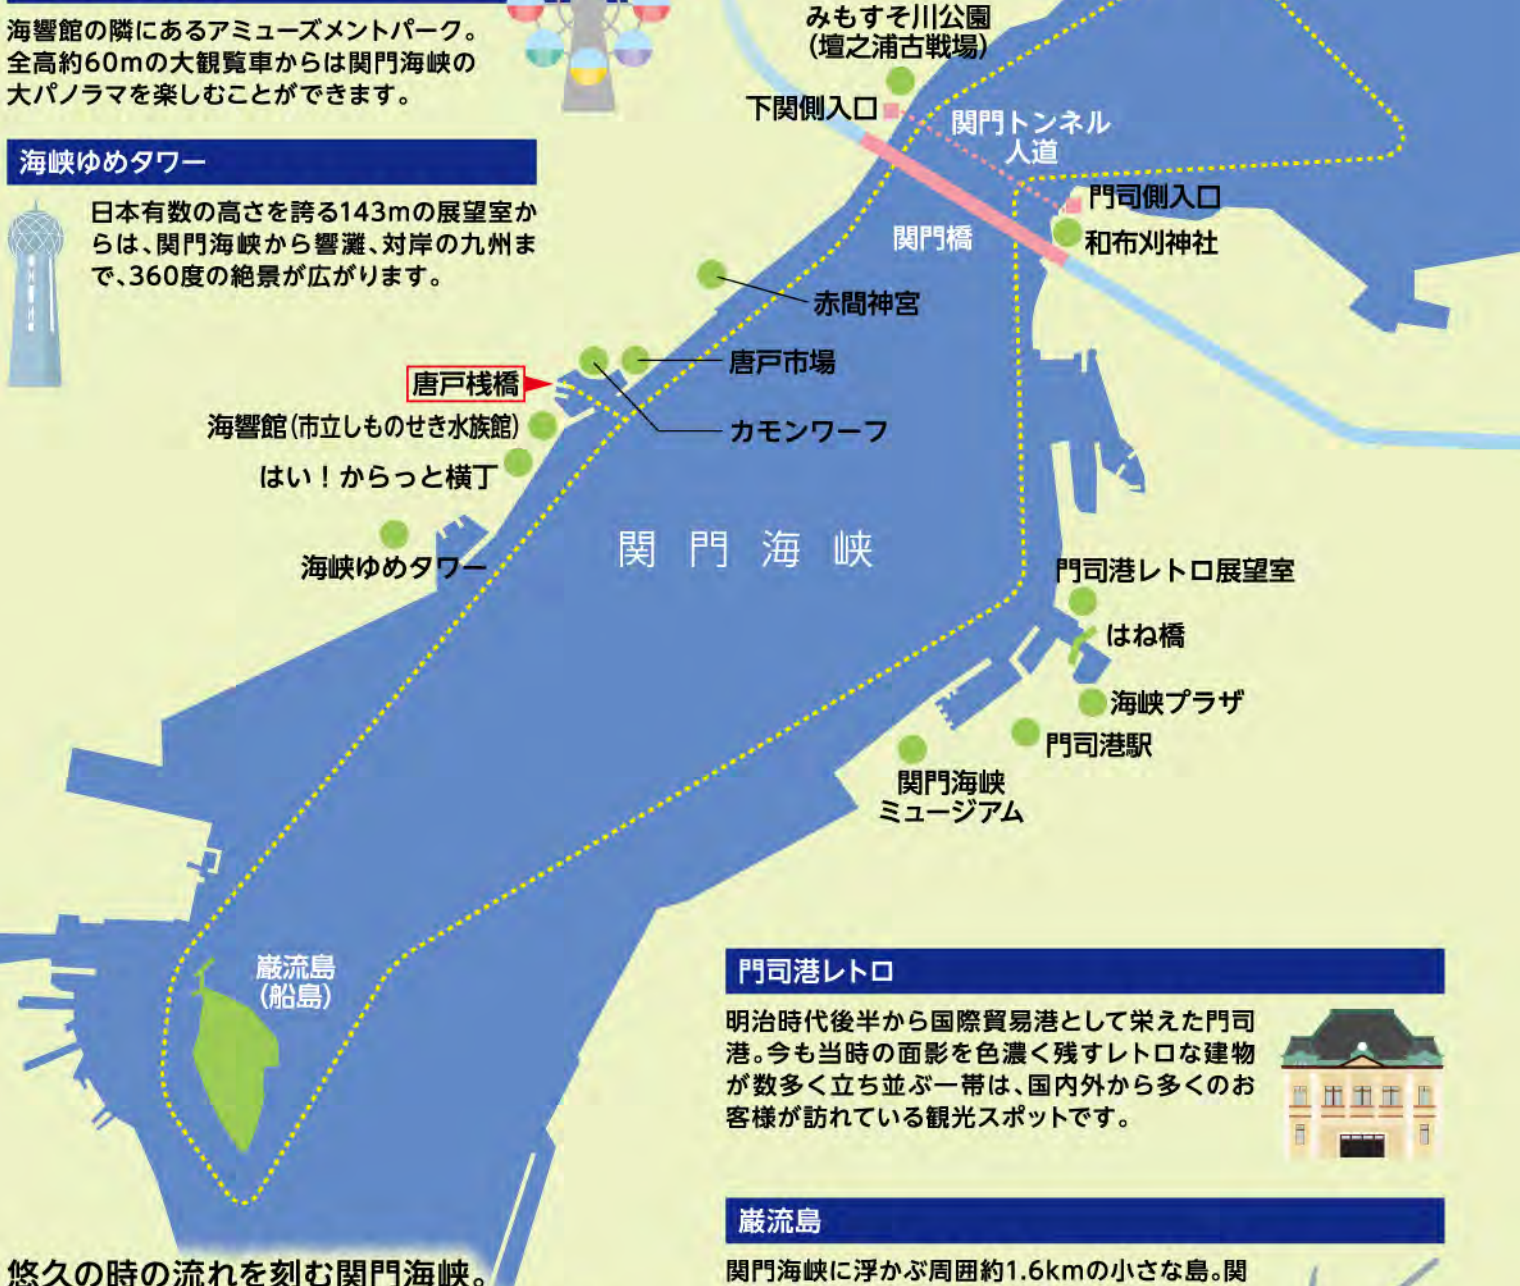 海響館の隣にあるアミューズメントパーク。
全高約60mの大観覧車からは関門海峡の
大パノラマを楽しむことができます。
海峡ゆめタワー
日本有数の高さを誇る143mの展望室か
らは、関門海峡から響灘、対岸の九州ま
で、360度の絶景が広がります。
みもすそ川公園
(壇之浦古戦場)
下関側入口
関門トンネル
人道
門司側入口
関門橋
和布刈神社
赤間神宮
唐戸市場
唐戸桟橋
カモンワーフ
海響館(市立しものせき水族館)
はい!からっと横丁
海峡ゆめタワー
関門海峡
門司港レトロ展望室
はね橋
海峡プラザ
門司港駅
関門海峡
ミュージアム
巌流島
(船島)
門司港レトロ
明治時代後半から国際貿易港として栄えた門司
港。今も当時の面影を色濃く残すレトロな建物
が数多く立ち並ぶ一帯は、国内外から多くのお
客様が訪れている観光スポットです。
巌流島
関門海峡に浮かぶ周囲約1.6kmの小さな島。関
悠久の時の流れを刻む関門海峡。